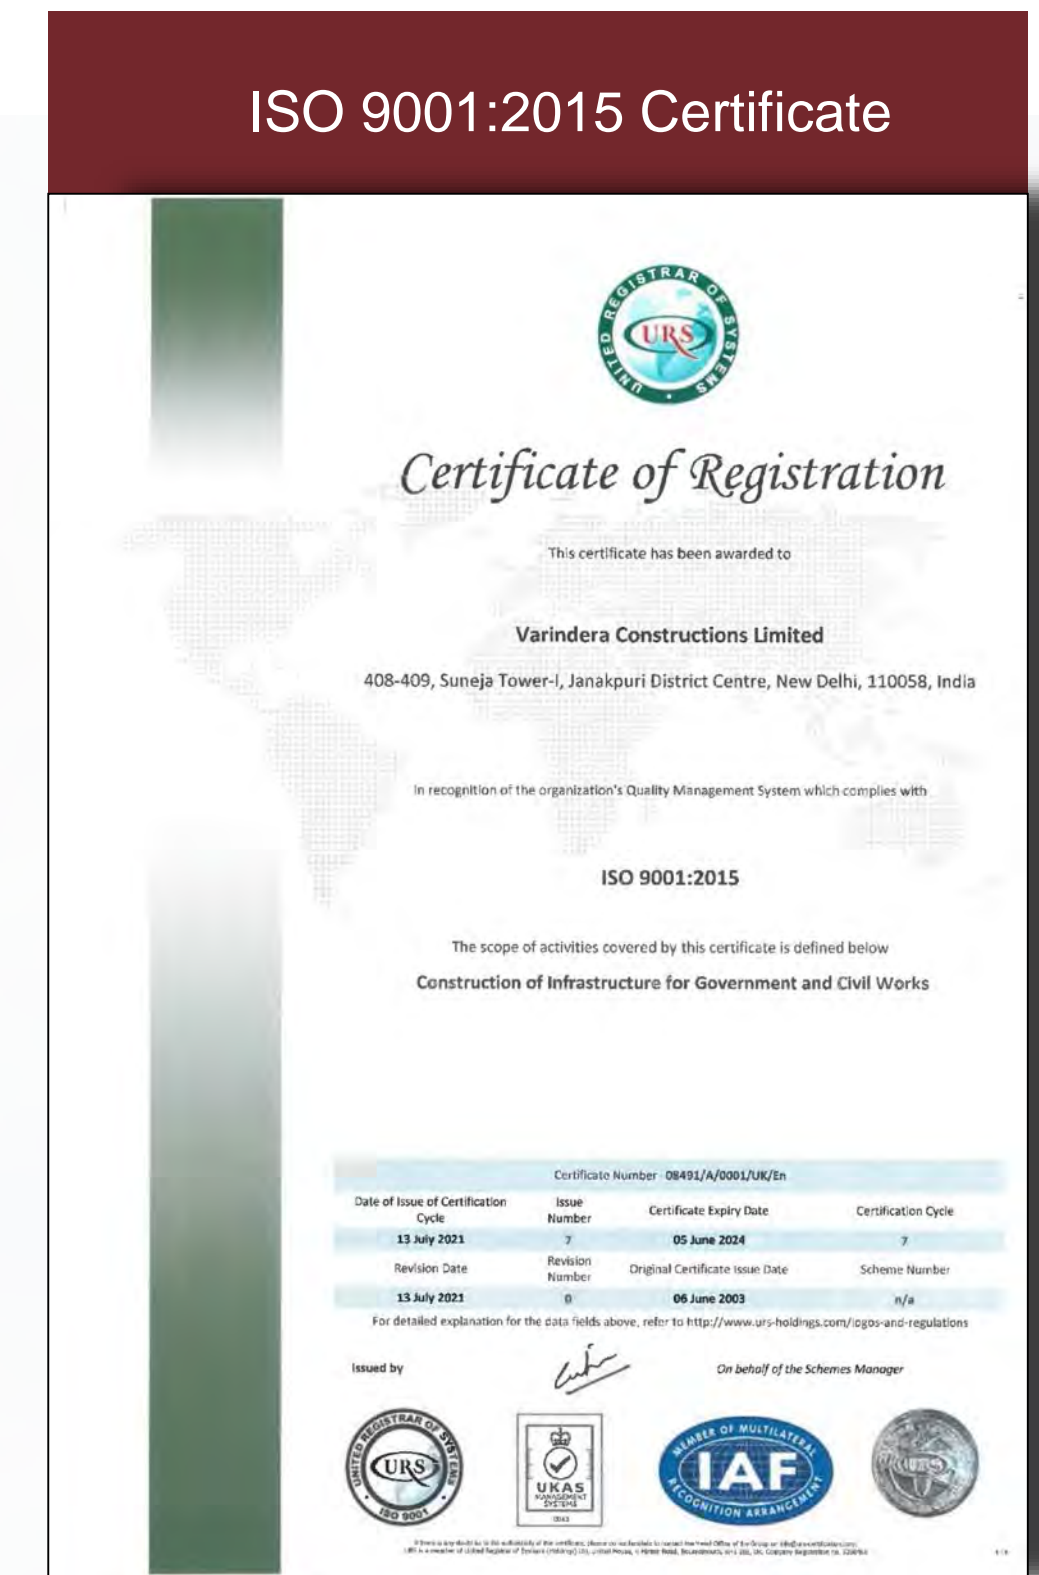 ISO 9001:2015 Certificate
UNITED REGISTRAR OF SYSTEMS
URS
Certificate of Registration
This certificate has been awarded to
Varindera Constructions Limited
408-409, Suneja Tower-I, Janakpuri District Centre, New Delhi, 110058, India
In recognition of the organization's Quality Management System which complies with
ISO 9001:2015
The scope of activities covered by this certificate is defined below
Construction of Infrastructure for Government and Civil Works
Certificate Number 08491/A/0001/UK/En
Date of Issue of Certification Cycle
Issue Number
Certificate Expiry Date
Certification Cycle
13 July 2021
7
05 June 2024
7
Revision Date
Revision Number
Original Certificate Issue Date
Scheme Number
13 July 2021
0
06 June 2003
n/a
For detailed explanation for the data fields above, refer to http://www.urs-holdings.com/logos-and-regulations
Issued by
On behalf of the Schemes Manager
UNITED REGISTRAR OF SYSTEMS
URS
ISO 9001
UKAS
MANAGEMENT
SYSTEMS
MEMBER OF MULTILATERAL
IAF
RECOGNITION ARRANGEMENT
URS